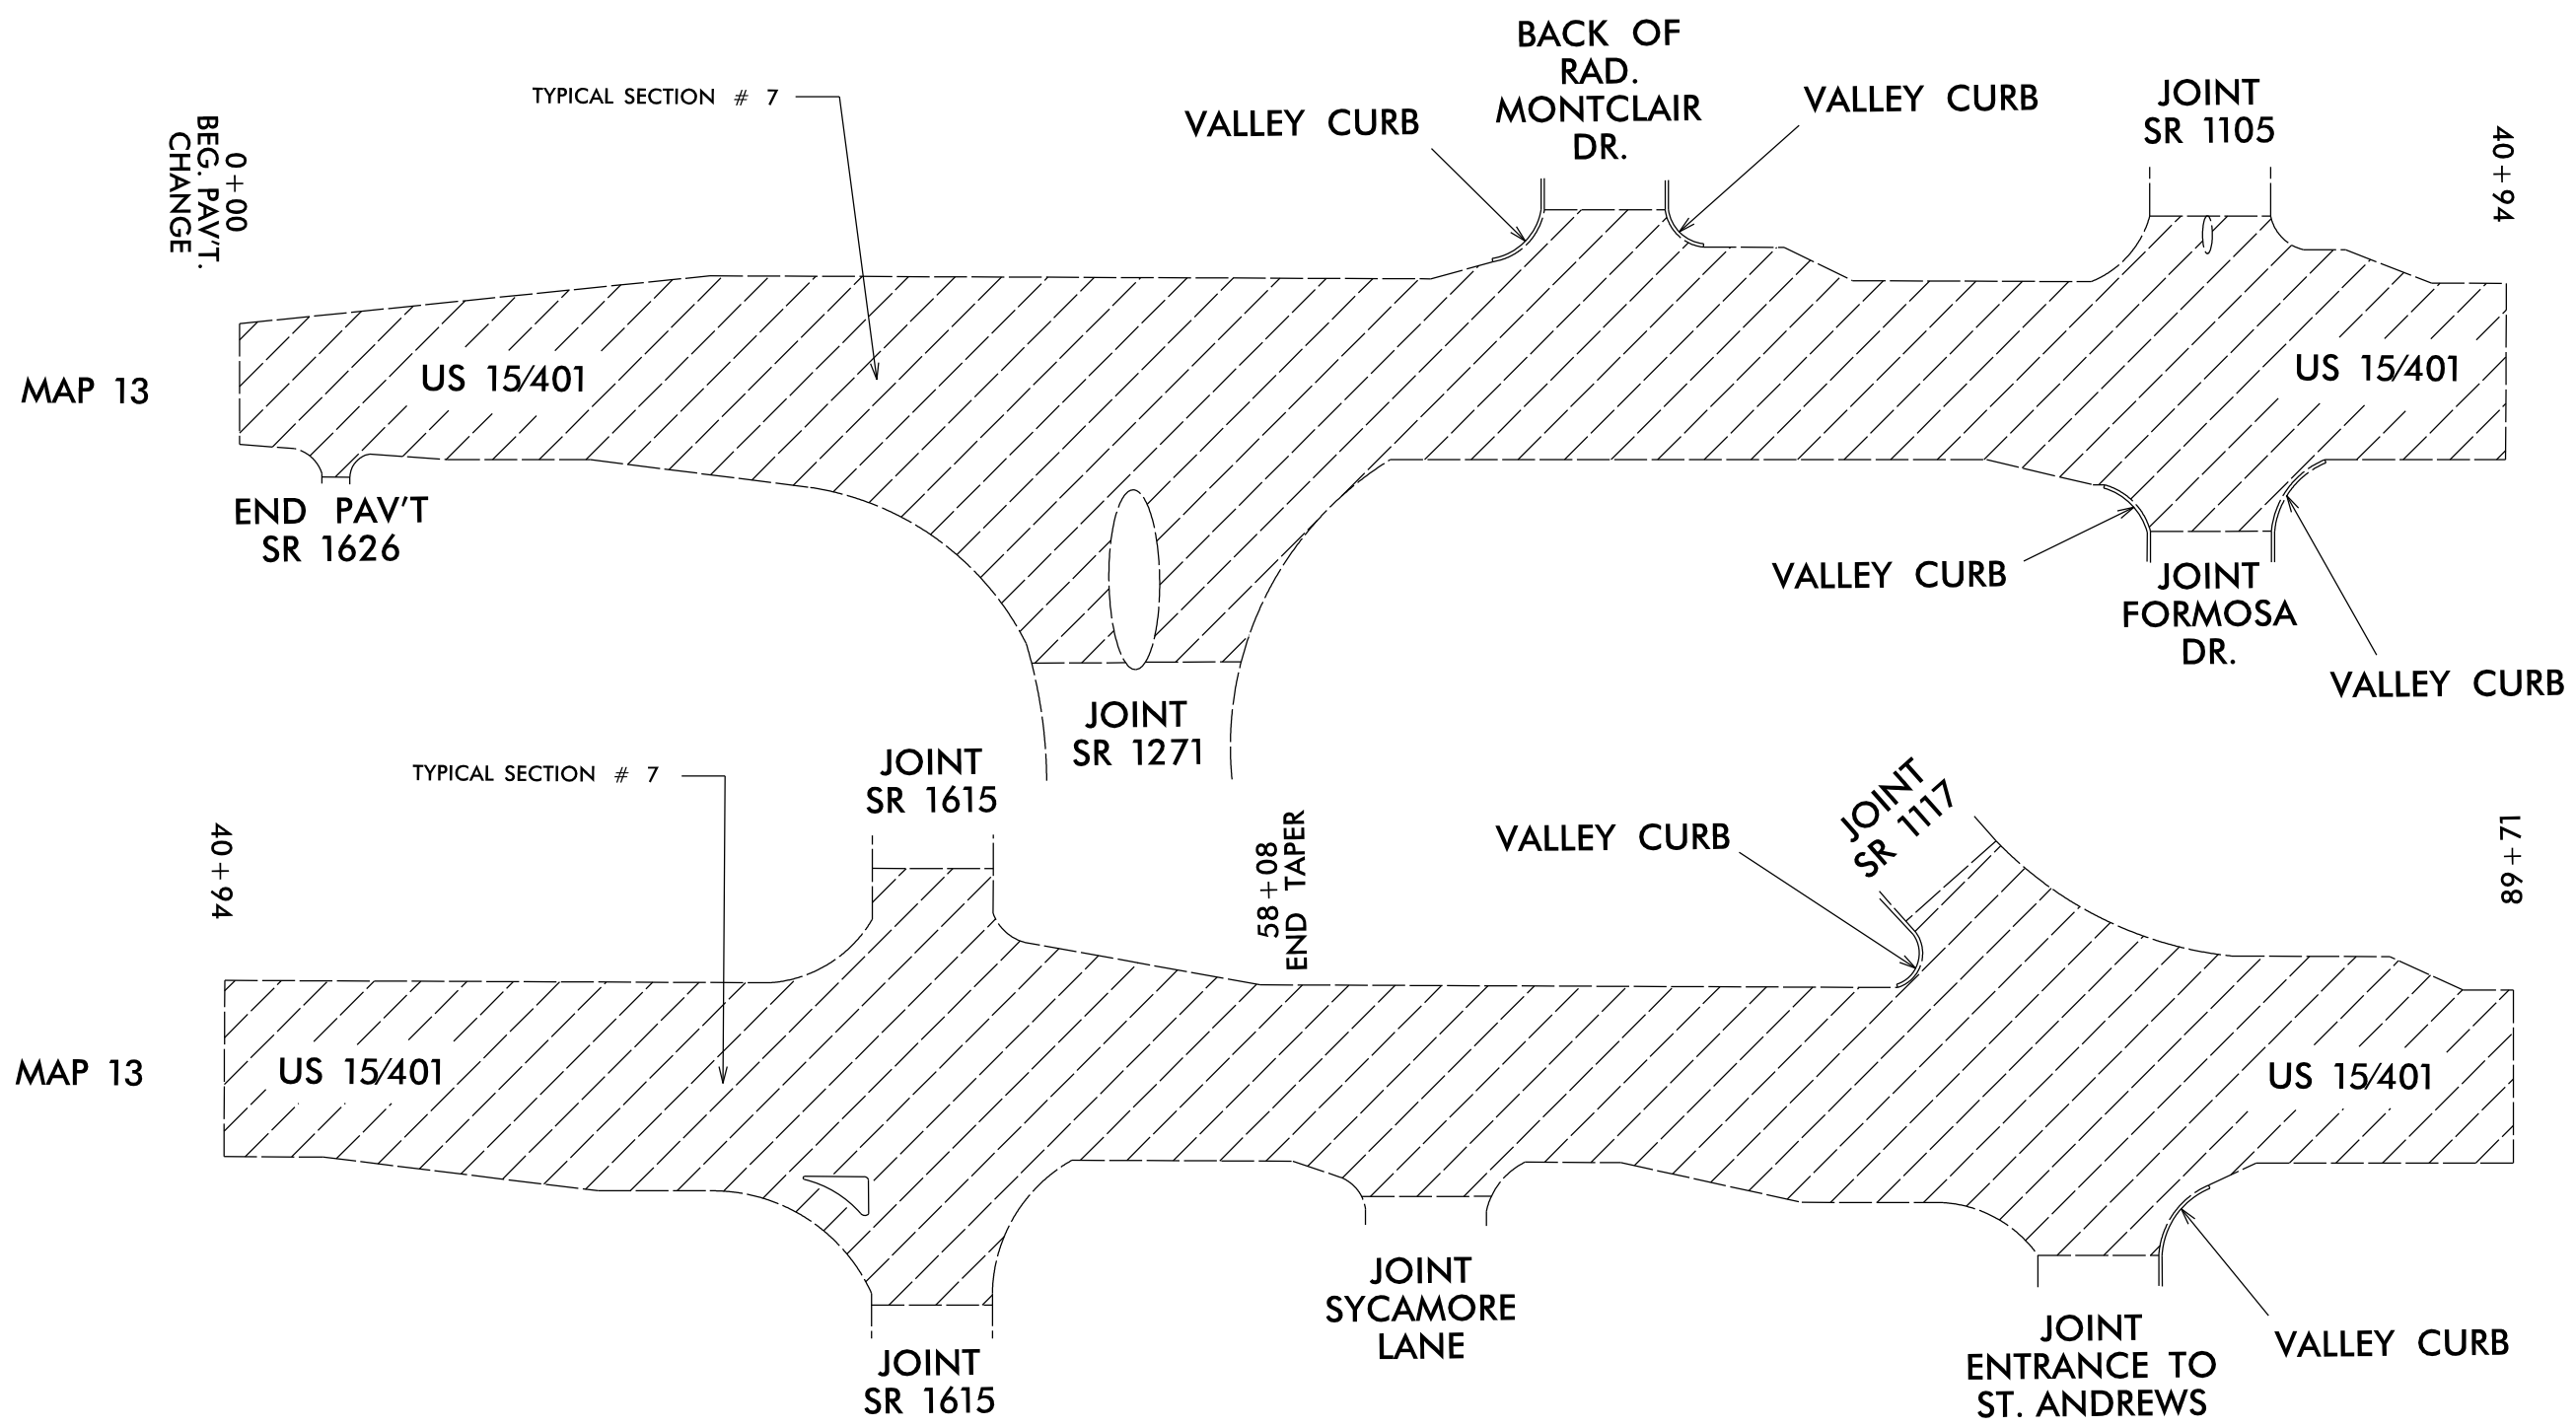 BACK OF
RAD.
MONTCLAIR
DR.
TYPICAL SECTION # 7
VALLEY CURB
VALLEY CURB
JOINT
SR 1105
0+00
BEG. PAV'T.
CHANGE
40+94
MAP 13
US 15/401
US 15/401
END PAV'T
SR 1626
VALLEY CURB
JOINT
FORMOSA
DR.
VALLEY CURB
JOINT
SR 1271
TYPICAL SECTION # 7
JOINT
SR 1615
40+94
58+08
END TAPER
VALLEY CURB
JOINT
SR 1117
89+71
MAP 13
US 15/401
US 15/401
JOINT
SYCAMORE
LANE
JOINT
SR 1615
JOINT
ENTRANCE TO
ST. ANDREWS
VALLEY CURB